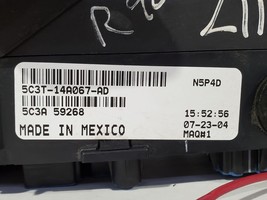 5C3T-14A067-AD
N5P4D
5C3A 59268
15:52:56
MADE IN MEXICO
07-23-04
MAQ#1